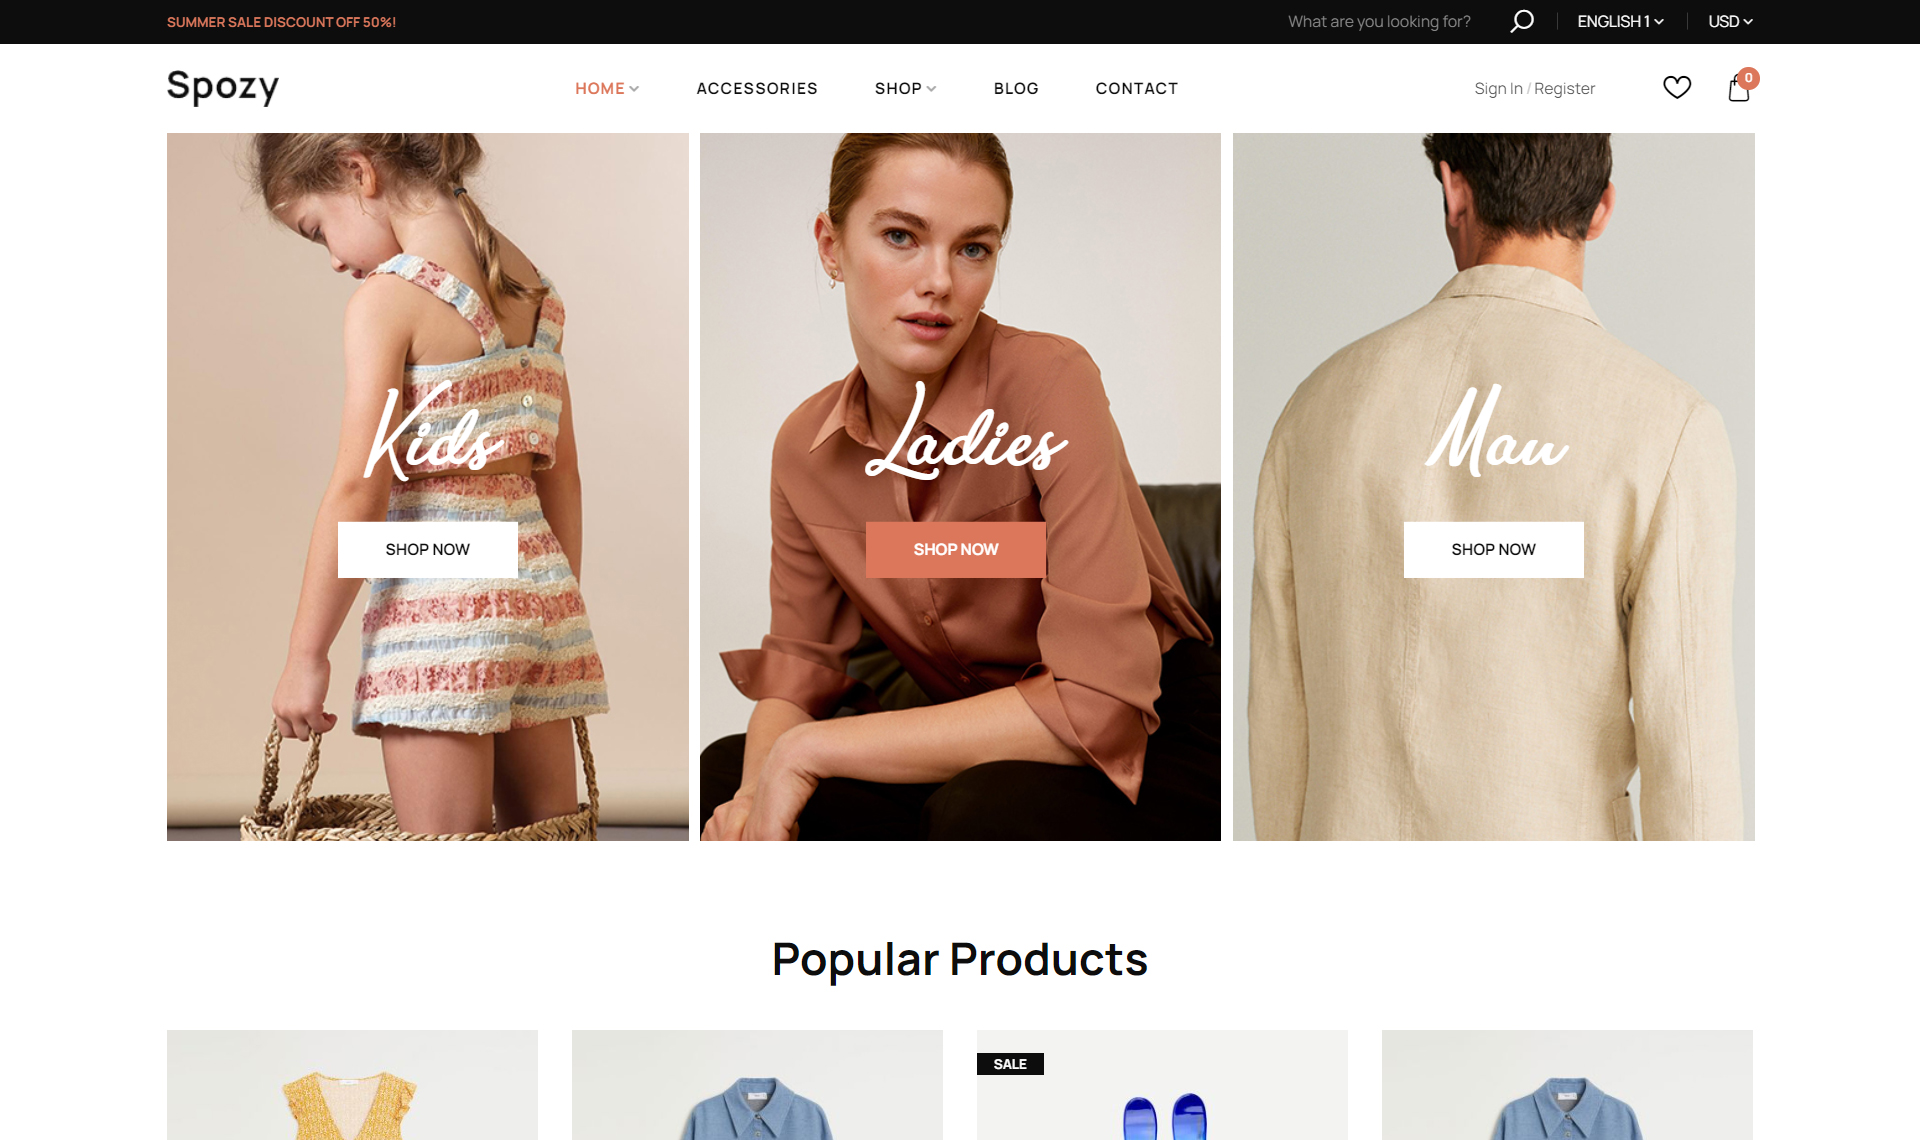 SUMMER SALE DISCOUNT OFF 50%!
What are you looking for?
ENGLISH 1
USD
Spozy
HOME
ACCESSORIES
SHOP
BLOG
CONTACT
Sign In / Register
0
Kids
Ladies
Mau
SHOP NOW
SHOP NOW
SHOP NOW
Popular Products
SALE